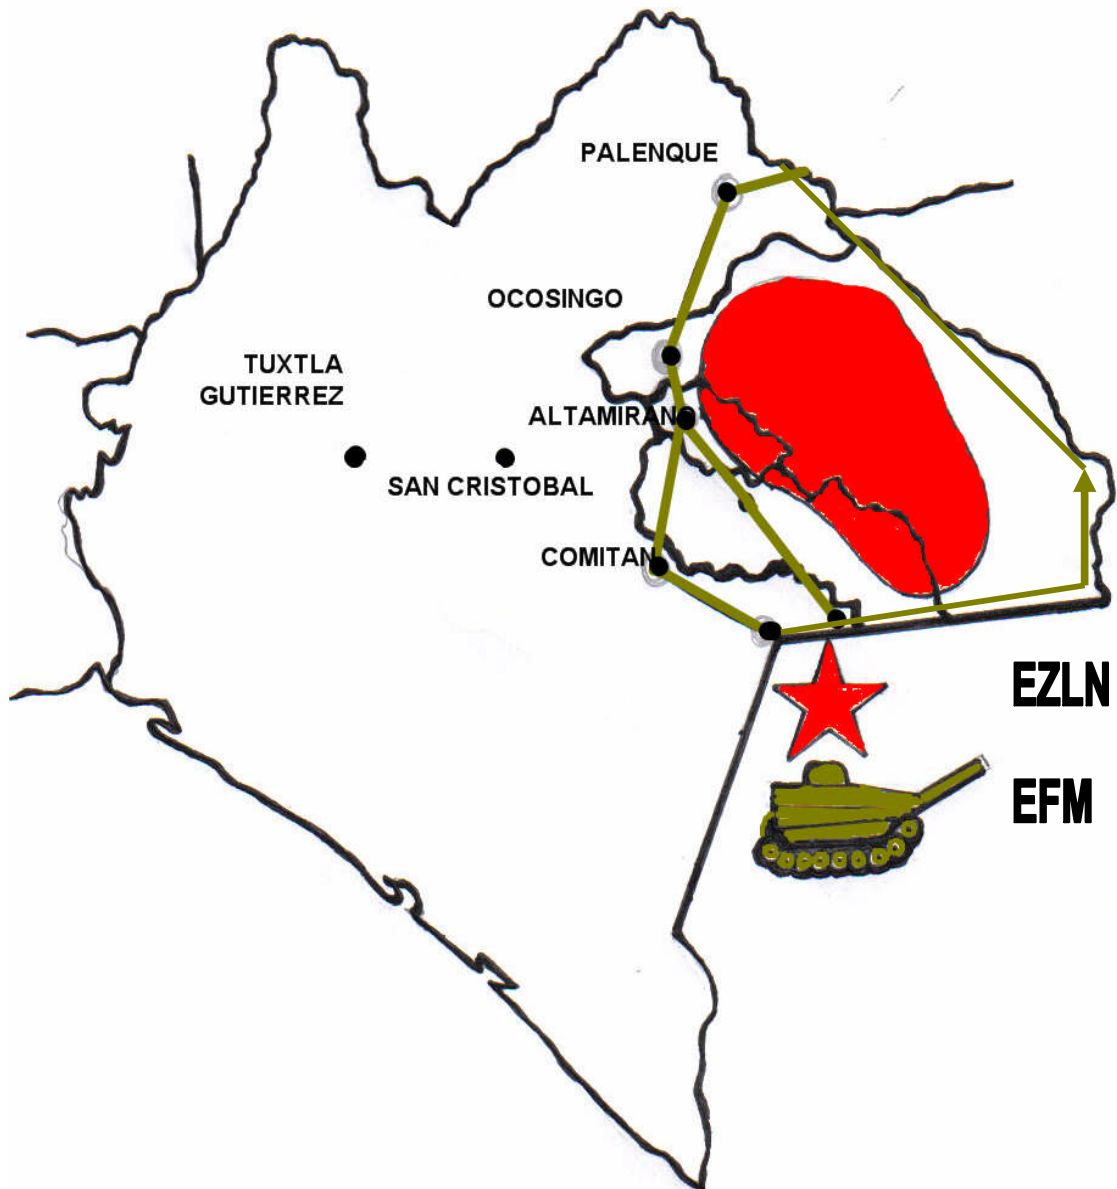 PALENQUE
OCOSINGO
TUXTLA
GUTIERREZ
ALTAMIRANO
SAN CRISTOBAL
COMITAN
EZLN
EFM